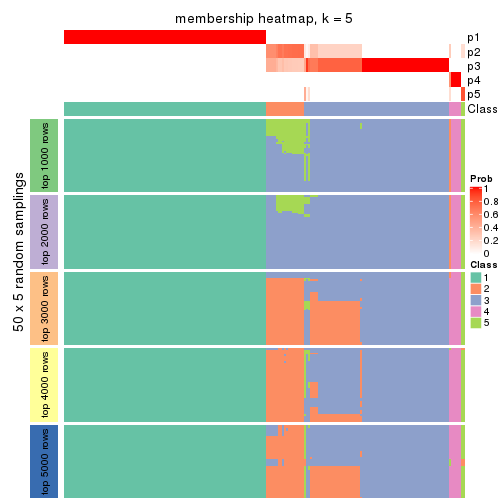 membership heatmap, k = 5
p1
p2
p3
p4
p5
Class
50 x 5 random samplings
top 1000 rows
top 2000 rows
top 3000 rows
top 4000 rows
top 5000 rows
Prob
1
0.8
0.6
0.4
0.2
0
Class
1
2
3
4
5